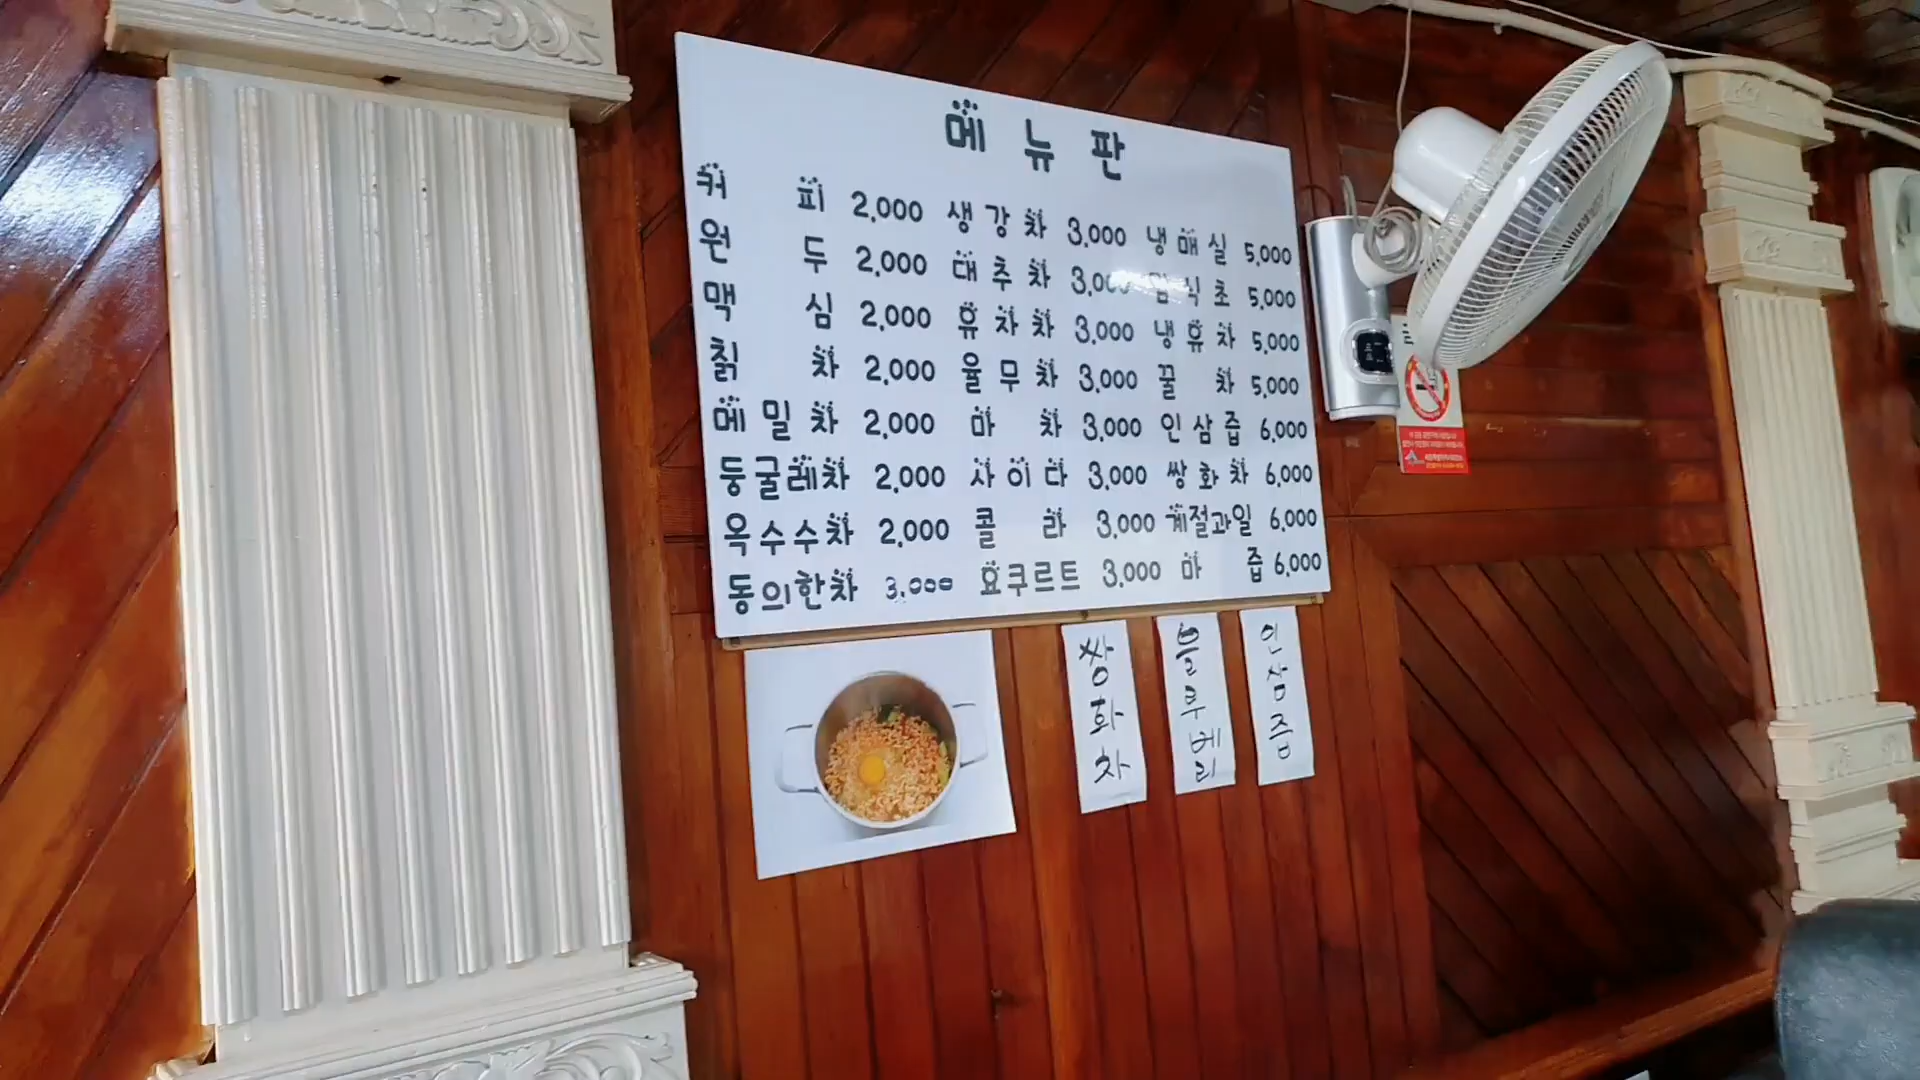 메뉴판
커피 2,000 생강차 3,000 냉매실 5,000
원두 2,000 대추차 3,000 식초 5,000
맥심 2,000 유자차 3,000 냉유자 5,000
칡차 2,000 율무차 3,000 꿀차 5,000
메밀차 2,000 마차 3,000 인삼즙 6,000
둥굴레차 2,000 사이다 3,000 쌍화차 6,000
옥수수차 2,000 콜라 3,000 계절과일 6,000
동의한차 3,000 요쿠르트 3,000 마즙 6,000
쌍화차
블루베리
인삼즙